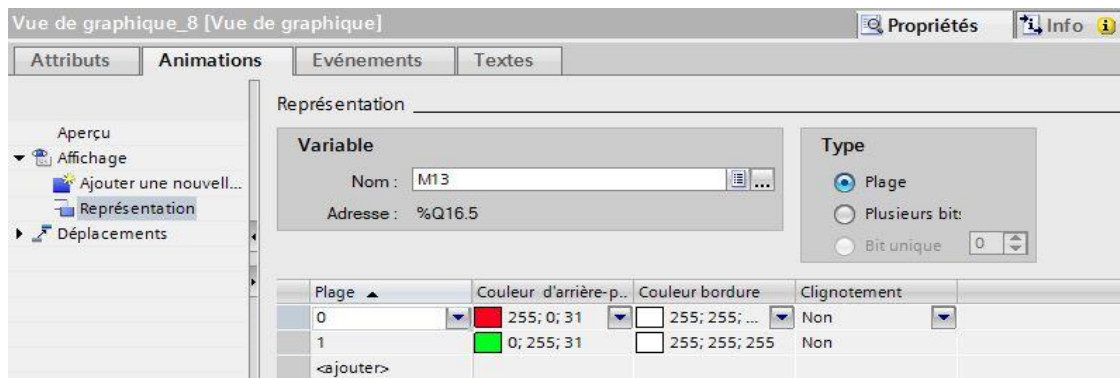 Vue de graphique_8 [Vue de graphique]
Propriétés
Info
Attributs
Animations
Evénements
Textes
Aperçu
Affichage
Ajouter une nouvell...
Représentation
Déplacements
Représentation
Variable
Nom : M13
Adresse : %Q16.5
Type
Plage
Plusieurs bits
Bit unique 0
Plage Couleur d'arrière-p.. Couleur bordure Clignotement
0 255; 0; 31 255; 255; ... Non
1 0; 255; 31 255; 255; 255 Non
<ajouter>